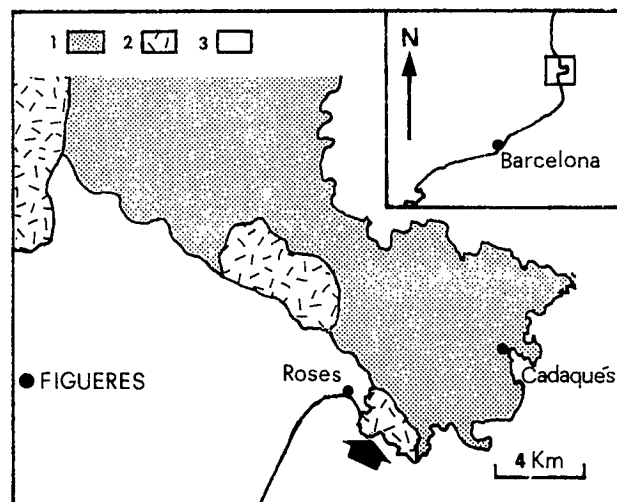 1 2 3
N
Barcelona
Roses
Cadaqués
FIGUERES
4 Km